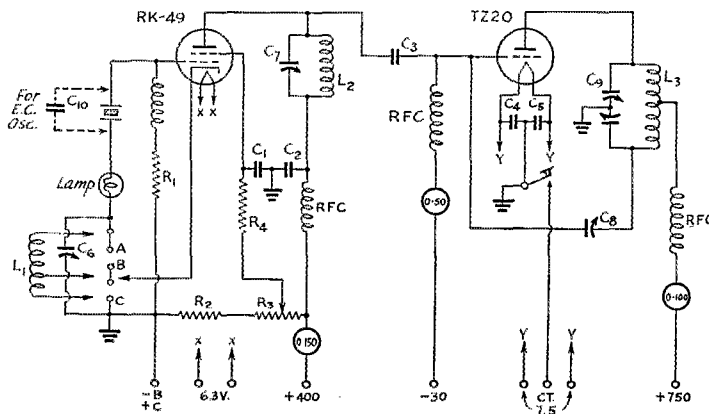 RK-49
TZ20
For
E.C.
Osc.
C10
Lamp
L1
C6
A
B
C
R1
X X
C7
L2
C1
C2
R4
RFC
R2
R3
0-150
C3
RFC
0-50
C4
C5
Y
Y
C9
L3
C8
RFC
0-100
X
X
Y
Y
-B
+C
6.3V.
+400
-30
CT.
7.5
+750